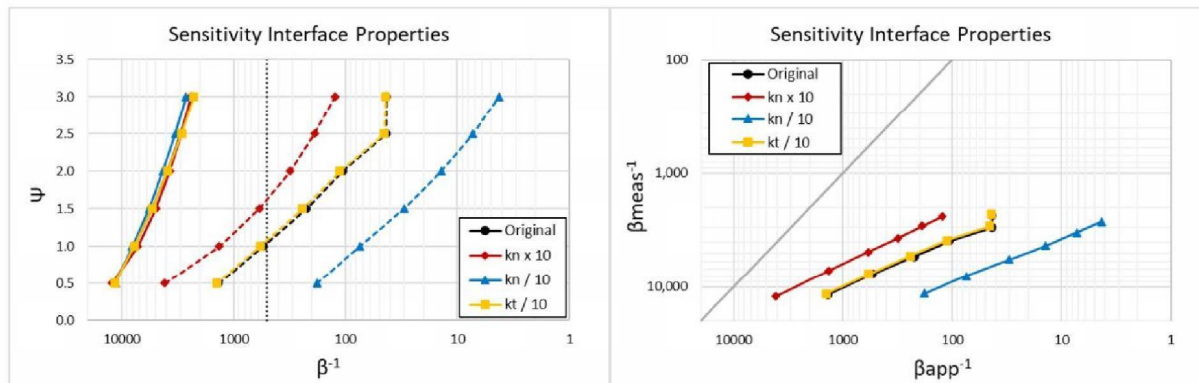 Sensitivity Interface Properties
3.5
3.0
2.5
2.0
1.5
1.0
0.5
0.0
Ψ
Original
kn x 10
kn / 10
kt / 10
10000 1000 100 10 1
β⁻¹
Sensitivity Interface Properties
100
1,000
10,000
βmeas⁻¹
Original
kn x 10
kn / 10
kt / 10
10000 1000 100 10 1
βapp⁻¹